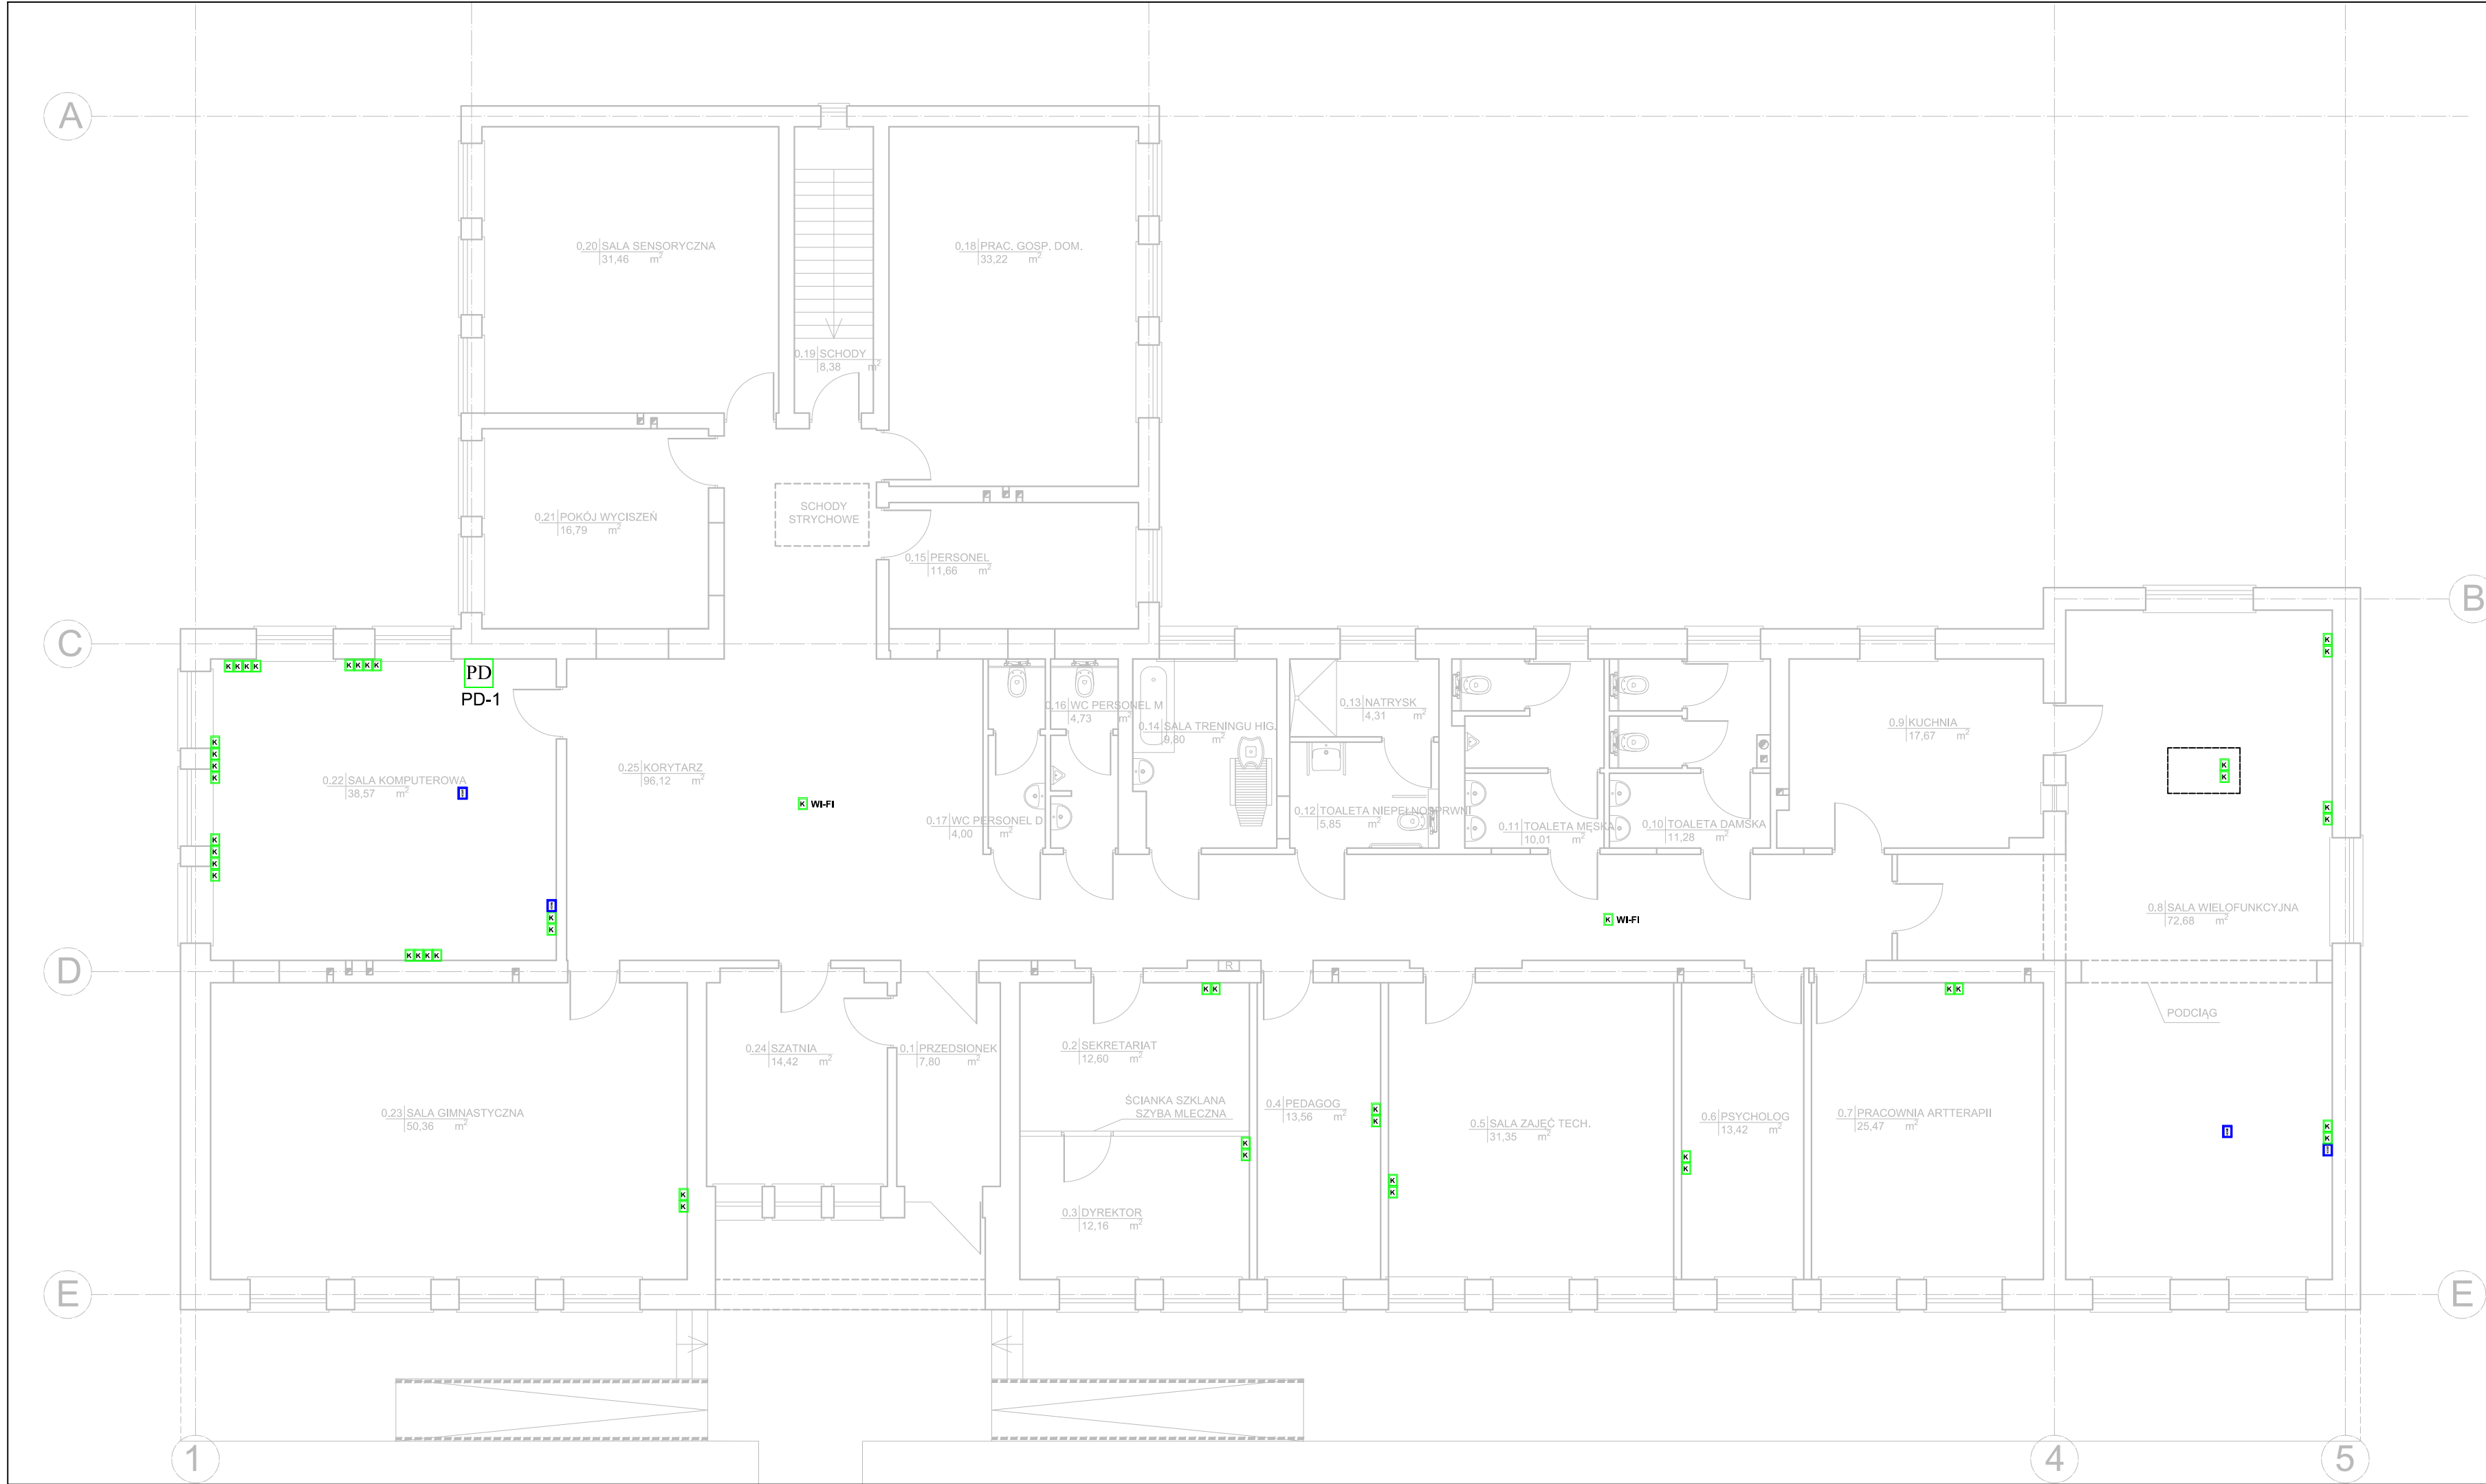 A
0.20 SALA SENSORYCZNA
31,46 m²
0.18 PRAC. GOSP. DOM.
33,22 m²
0.19 SCHODY
8,38 m²
SCHODY
STRYCHOWE
0.21 POKÓJ WYCISZEŃ
16,79 m²
0.15 PERSONEL
11,66 m²
B
C
K K K K
K K K K
PD
PD-1
K
K
0.16 WC PERSONEL M
4,73 m²
0.14 SALA TRENINGU HIG.
9,80 m²
0.13 NATRYSK
4,31 m²
0.9 KUCHNIA
17,67 m²
K
K
K
K
0.22 SALA KOMPUTEROWA
38,57 m²
0.25 KORYTARZ
96,12 m²
K WI-FI
K
K
0.17 WC PERSONEL D
4,00 m²
0.12 TOALETA NIEPEŁNOSPRWNI
5,85 m²
0.11 TOALETA MĘSKA
10,01 m²
0.10 TOALETA DAMSKA
11,28 m²
K
K
K
K
K
K
0.8 SALA WIELOFUNKCYJNA
72,68 m²
K
K
K WI-FI
K K K K
D
R
K K
K K
PODCIĄG
0.24 SZATNIA
14,42 m²
0.1 PRZEDSIONEK
7,80 m²
0.2 SEKRETARIAT
12,60 m²
ŚCIANKA SZKLANA
SZYBA MLECZNA
0.23 SALA GIMNASTYCZNA
50,36 m²
0.4 PEDAGOG
13,56 m²
K
K
0.5 SALA ZAJĘĆ TECH.
31,35 m²
0.6 PSYCHOLOG
13,42 m²
0.7 PRACOWNIA ARTTERAPII
25,47 m²
K
K
K
K
K
K
K
K
K
K
0.3 DYREKTOR
12,16 m²
E
E
1
4
5